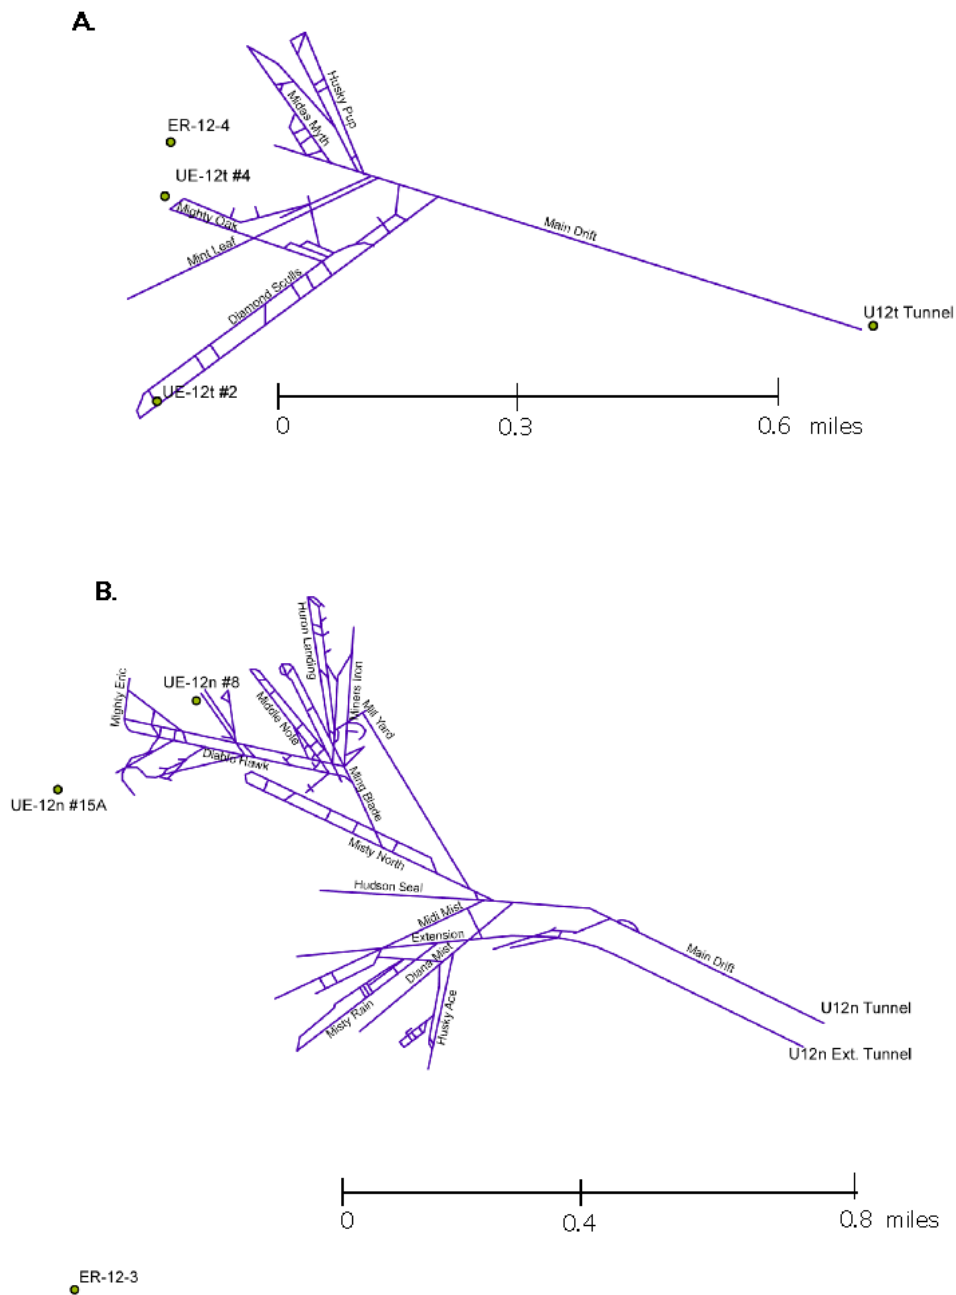 A.
Husky Pup
Midas Myth
ER-12-4
UE-12t #4
Mighty Oak
Main Drift
Mint Leaf
Diamond Sculls
U12t Tunnel
UE-12t #2
0 0.3 0.6 miles
B.
Huron Landing
Miners Iron
Mighty Eric
UE-12n #8
Middle Note
Mill Yard
Diablo Hawk
Ming Blade
UE-12n #15A
Misty North
Hudson Seal
Midi Mist
Extension
Diana Mist
Main Drift
Misty Rain
Husky Ace
U12n Tunnel
U12n Ext. Tunnel
0 0.4 0.8 miles
ER-12-3